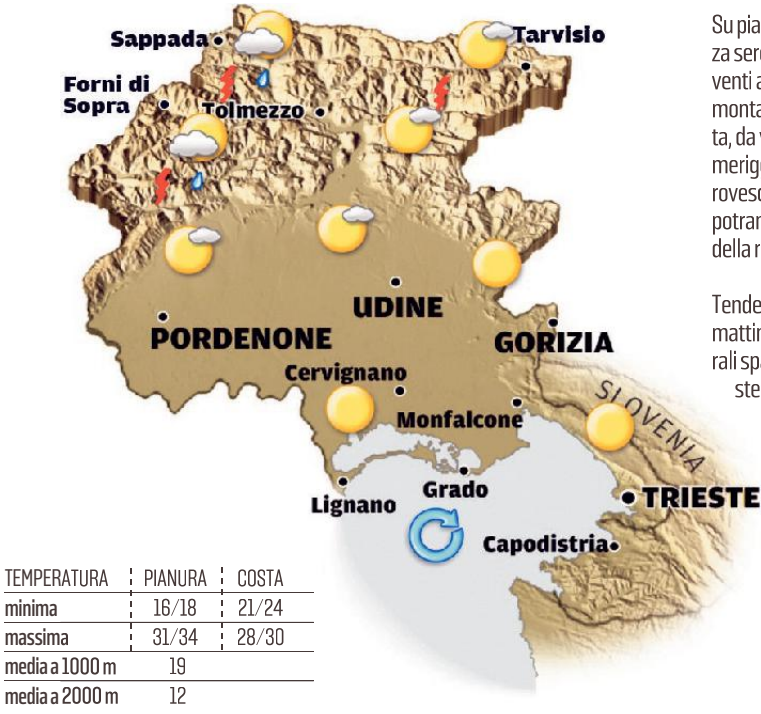 Sappada
Tarvisio
Forni di
Sopra
Tolmezzo
UDINE
PORDENONE
GORIZIA
Cervignano
Monfalcone
SLOVENIA
Lignano
Grado
TRIESTE
Capodistria
TEMPERATURA PIANURA COSTA
minima 16/18 21/24
massima 31/34 28/30
media a 1000 m 19
media a 2000 m 12
Su pia
za sere
venti a
monta
ta, da v
merig
rovesc
potran
della r
Tende
mattin
rali spa
ste